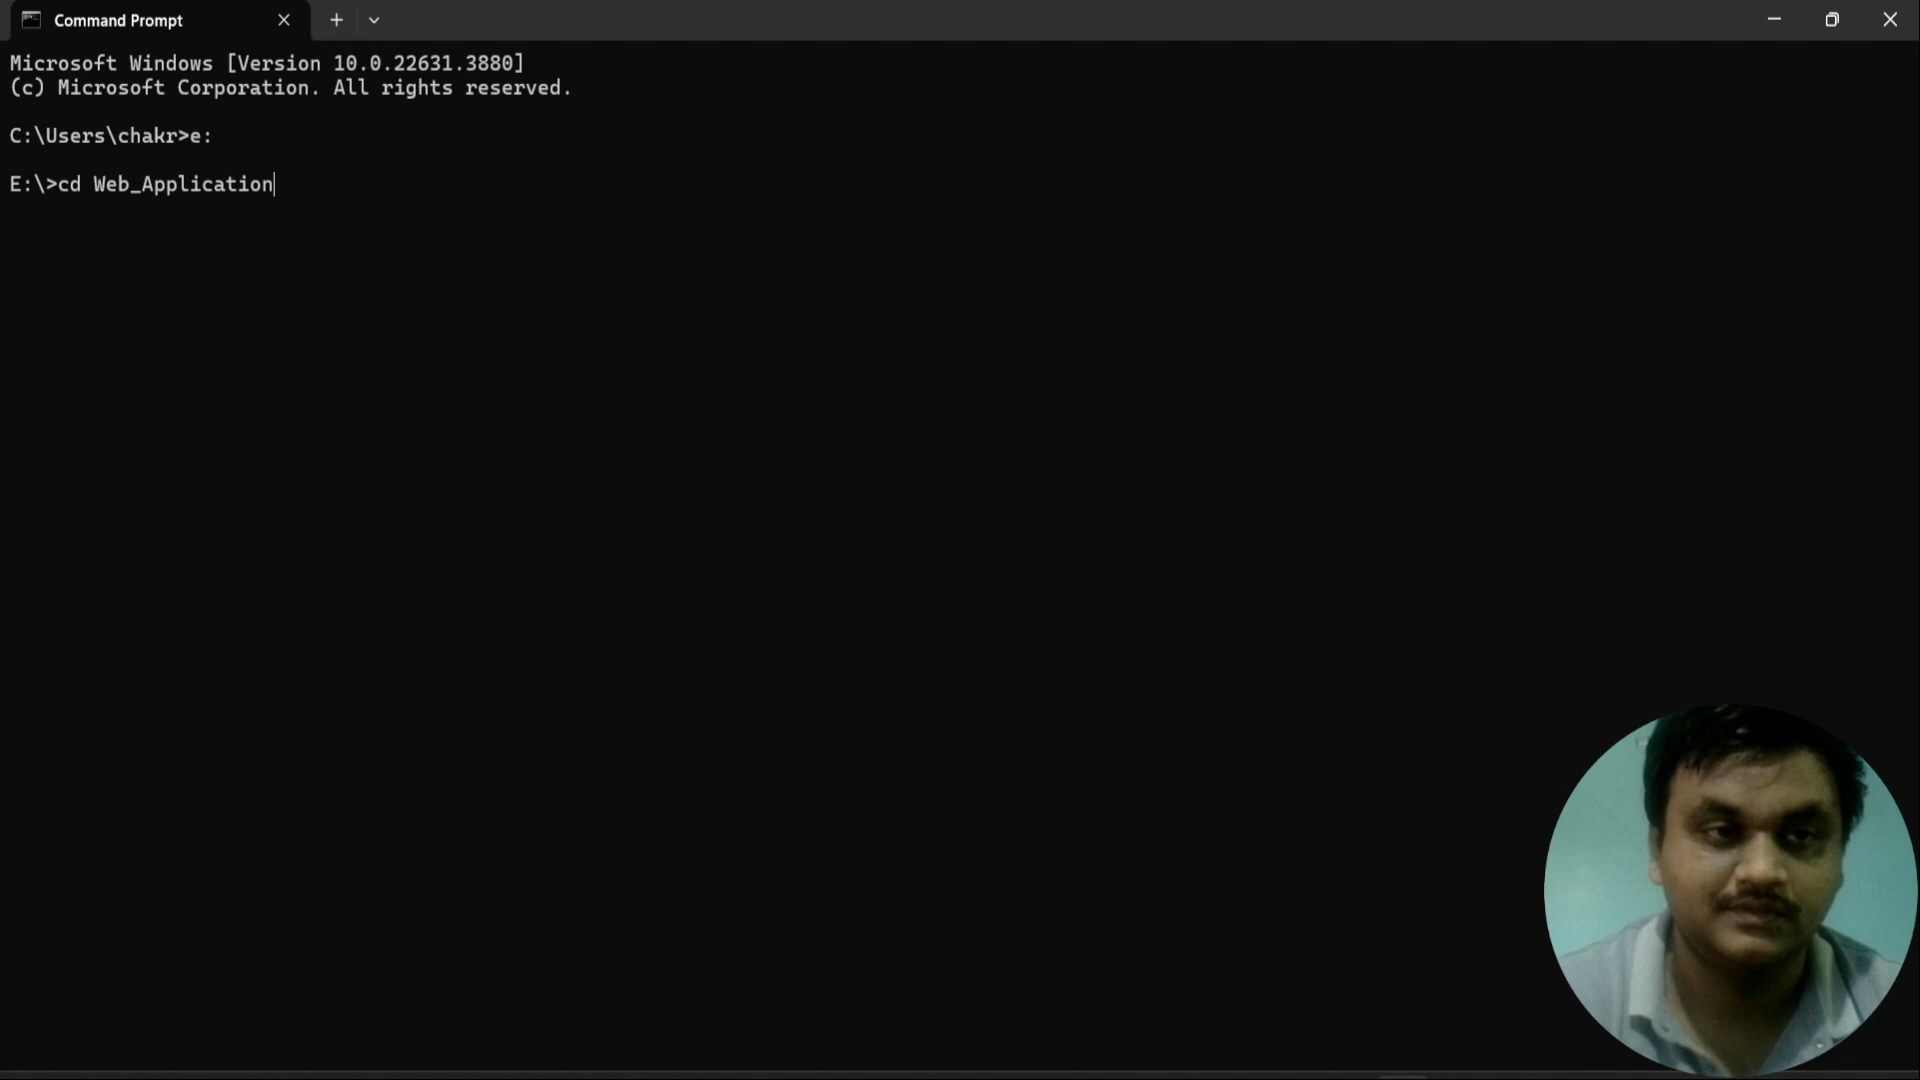 Command Prompt
Microsoft Windows [Version 10.0.22631.3880]
(c) Microsoft Corporation. All rights reserved.
C:\Users\chakr>e:
E:\>cd Web_Application